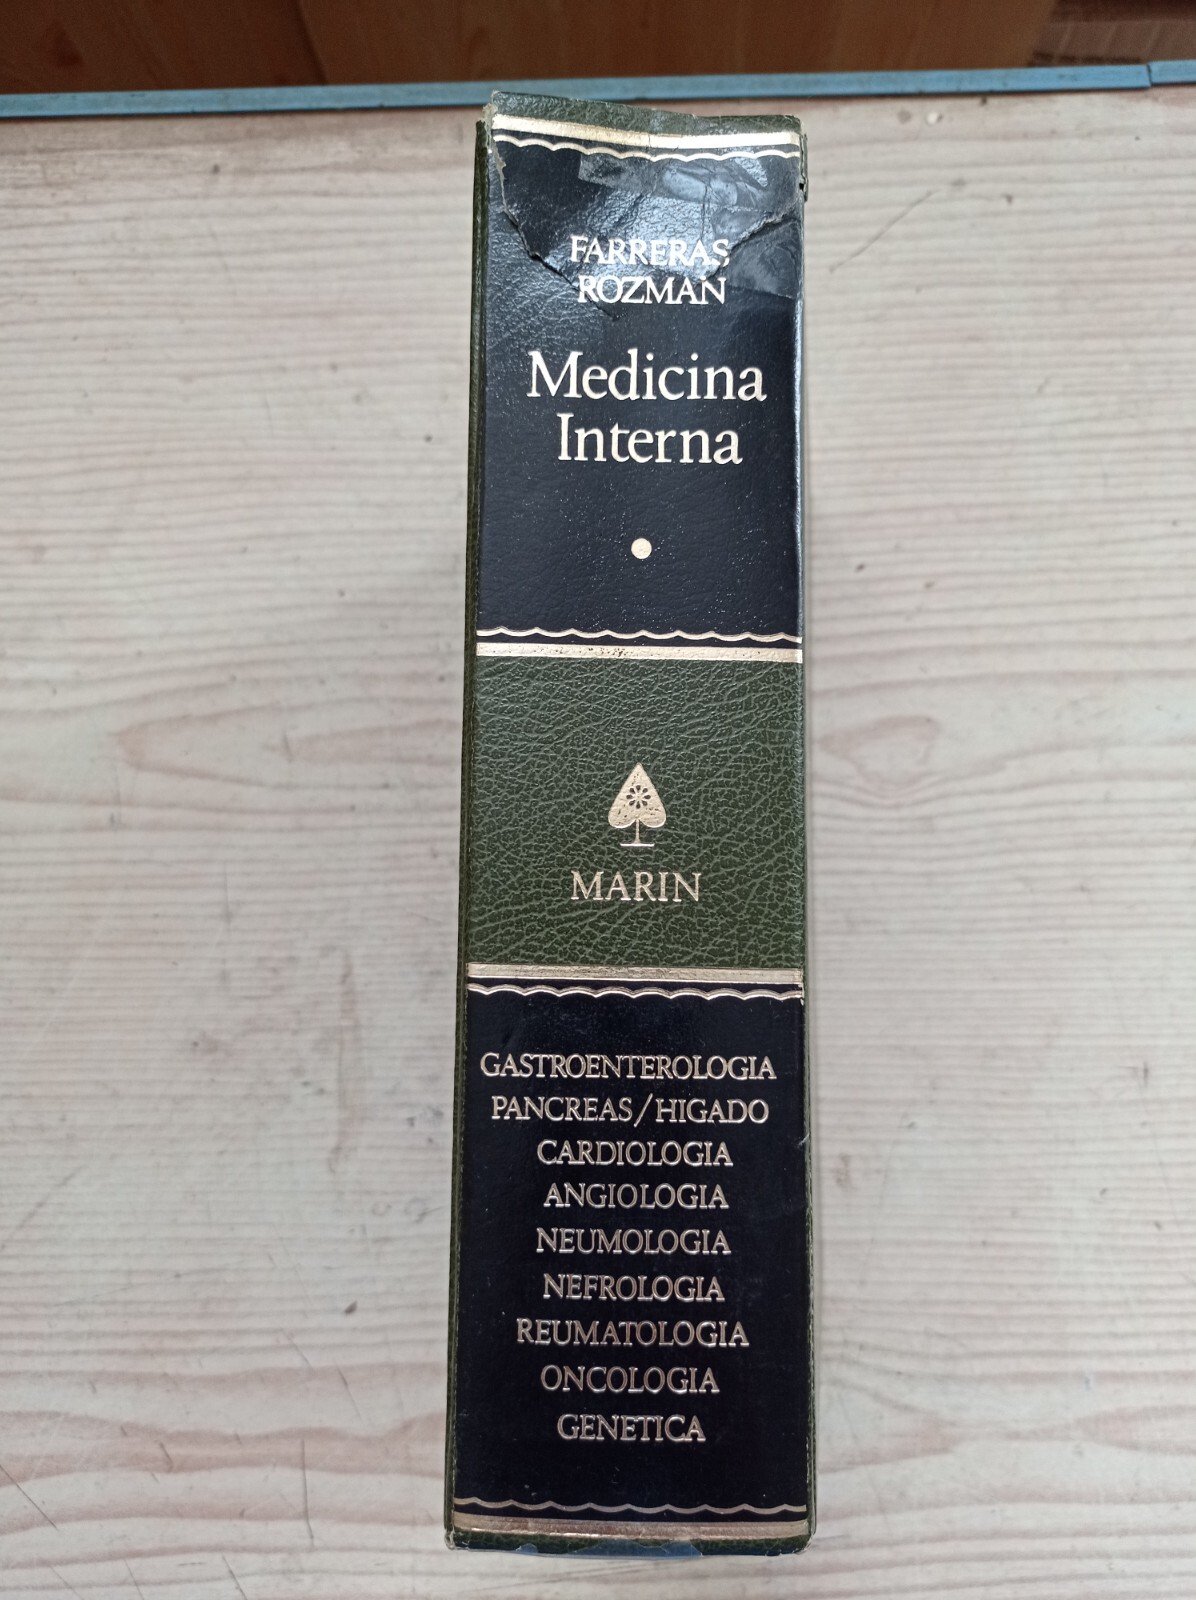 FARRERAS
ROZMAN
Medicina
Interna
MARIN
GASTROENTEROLOGIA
PANCREAS/HIGADO
CARDIOLOGIA
ANGIOLOGIA
NEUMOLOGIA
NEFROLOGIA
REUMATOLOGIA
ONCOLOGIA
GENETICA